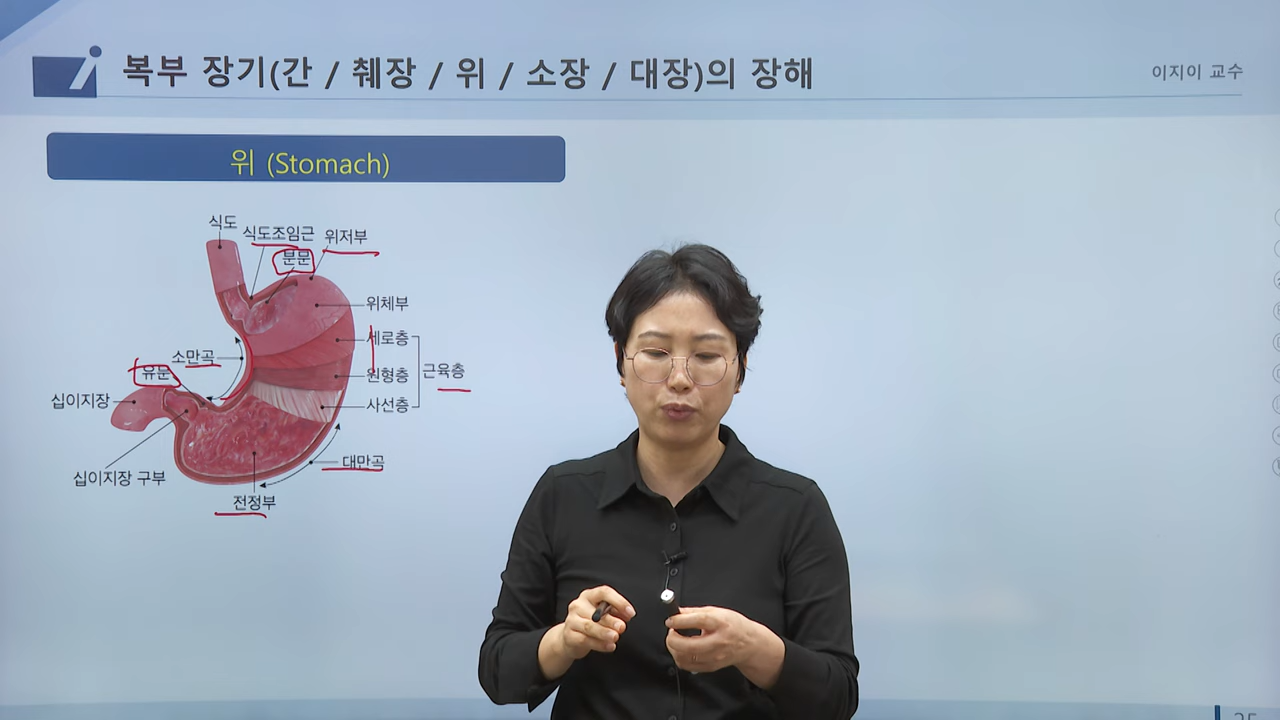 복부 장기(간 / 췌장 / 위 / 소장 / 대장)의 장해
이지이 교수
위 (Stomach)
식도
식도조임근
위저부
분문
위체부
세로층
소만곡
유문
원형층
근육층
십이지장
사선층
대만곡
십이지장 구부
전정부